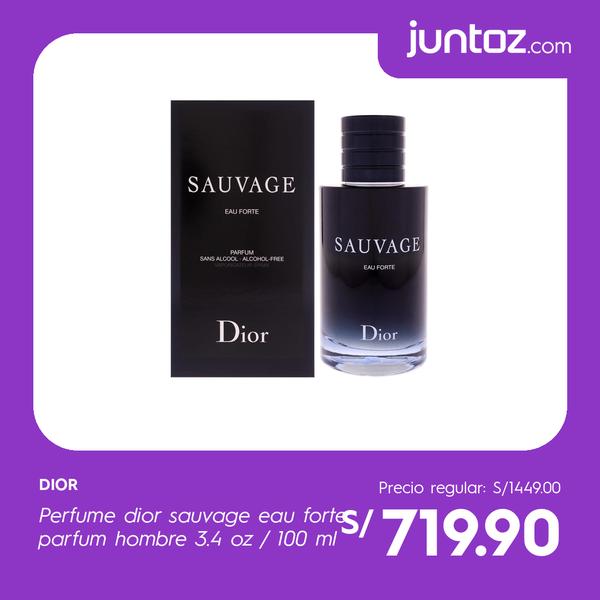 juntoz.com
SAUVAGE
EAU FORTE
PARFUM
SANS ALCOOL · ALCOHOL-FREE
Dior
SAUVAGE
EAU FORTE
Dior
DIOR
Perfume dior sauvage eau forte
parfum hombre 3.4 oz / 100 ml
Precio regular: S/1449.00
S/ 719.90